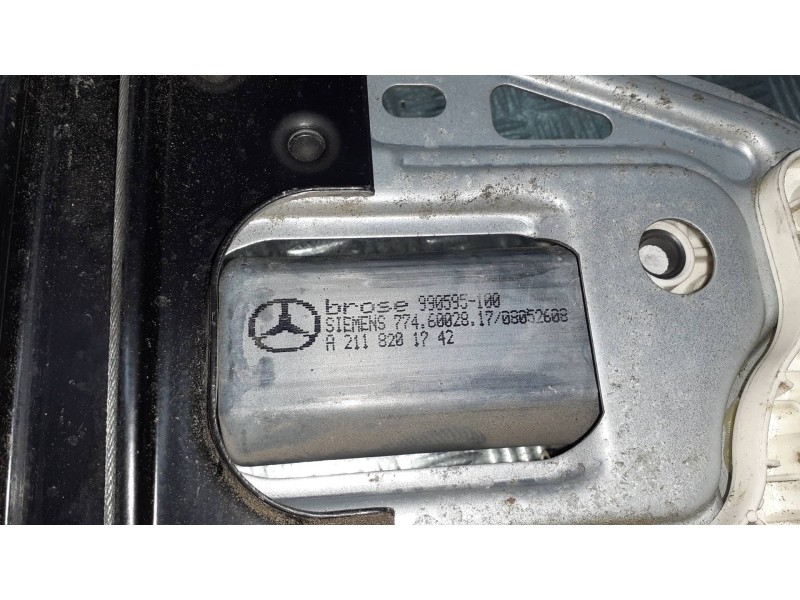 brose 990595-100
SIEMENS 774.60028.17/08052608
A 211 820 17 42